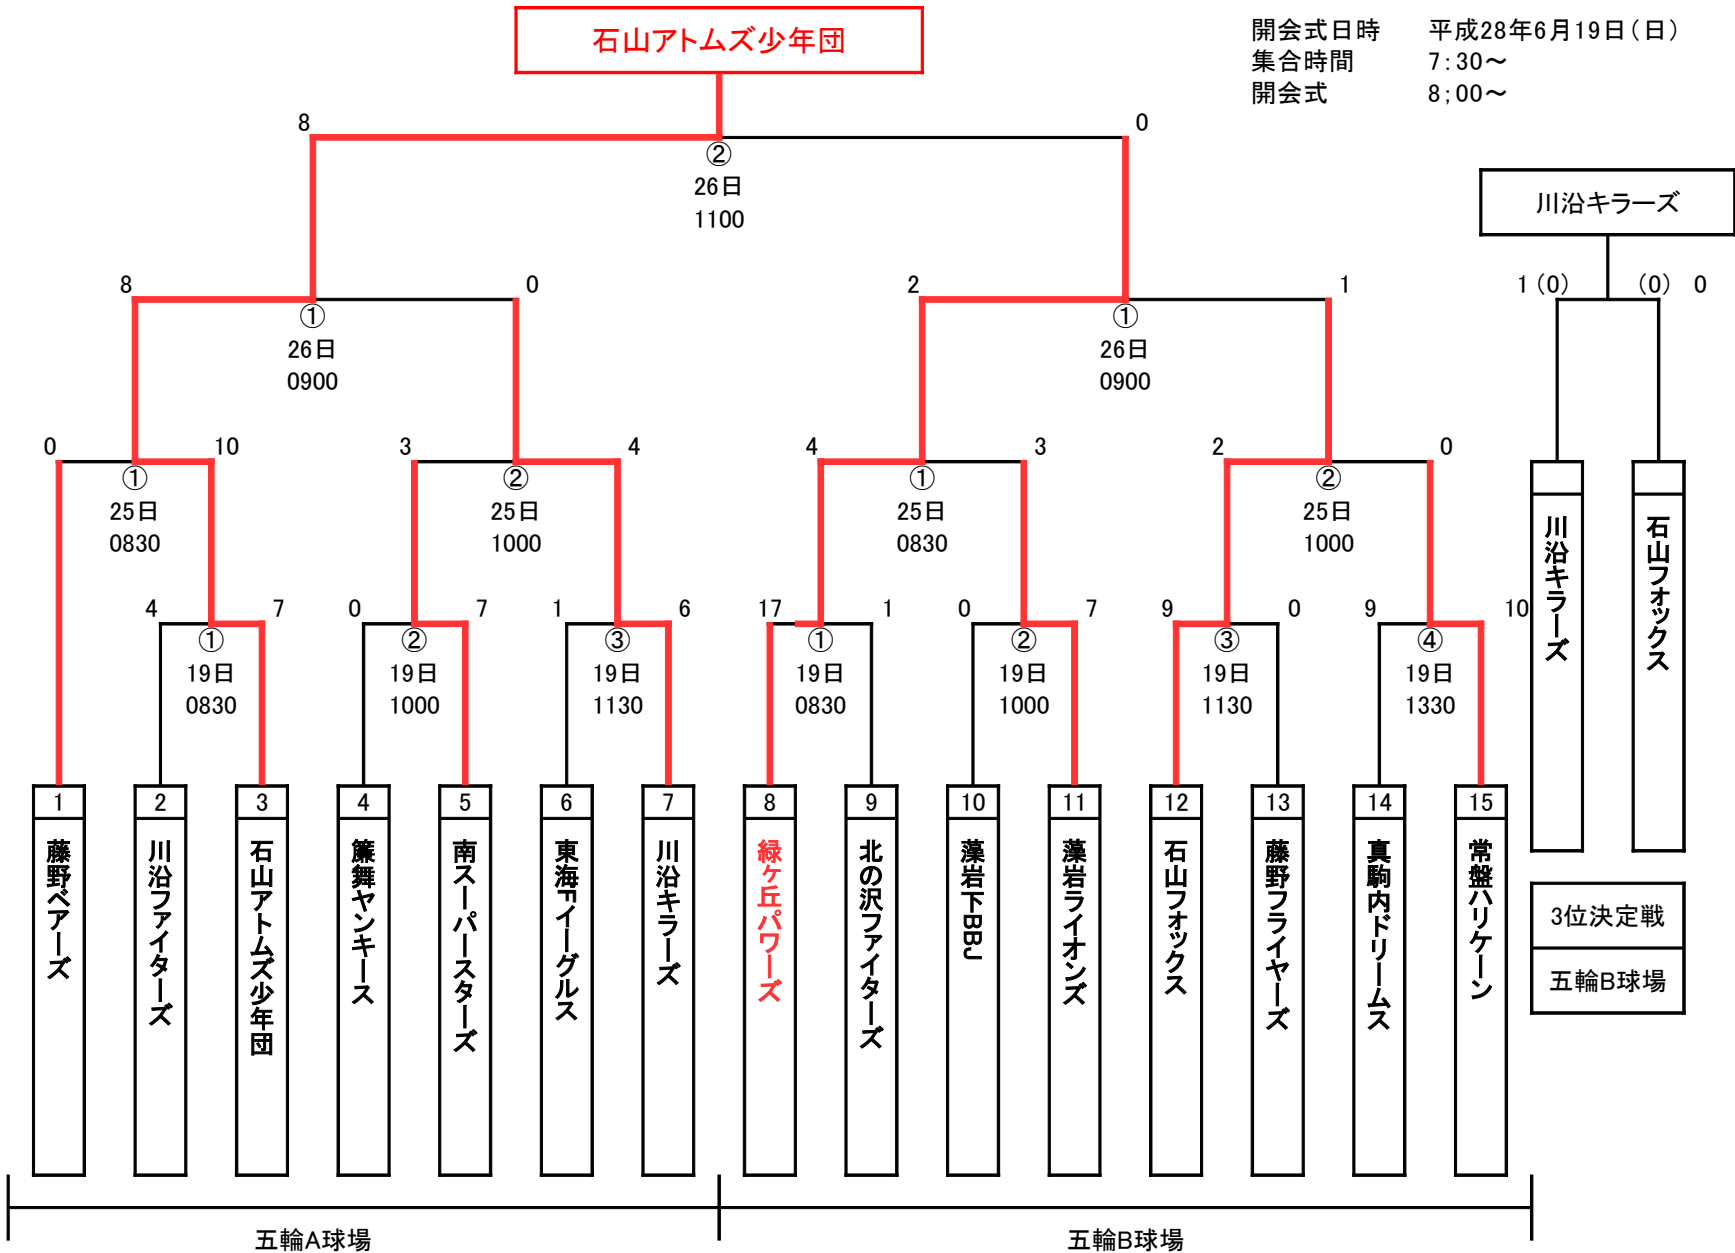 石山アトムズ少年団
開会式日時 平成28年6月19日(日)
集合時間 7:30～
開会式 8;00～
8 0
②
26日
1100
川沿キラーズ
8 0 2 1 1(0) (0) 0
① ①
26日 26日
0900 0900
0 10 3 4 4 3 2 0
① ② ① ②
25日 25日 25日 25日
0830 1000 0830 1000
川沿キラーズ
石山フォックス
4 7 0 7 1 6 17 1 0 7 9 0 9 10
① ② ③ ① ② ③ ④
19日 19日 19日 19日 19日 19日 19日
0830 1000 1130 0830 1000 1130 1330
1 2 3 4 5 6 7 8 9 10 11 12 13 14 15
藤野ベアーズ
川沿ファイターズ
石山アトムズ少年団
簾舞ヤンキース
南スーパースターズ
東海Fイーグルス
川沿キラーズ
緑ヶ丘パワーズ
北の沢ファイターズ
藻岩下BBJ
藻岩ライオンズ
石山フォックス
藤野フライヤーズ
真駒内ドリームス
常盤ハリケーン
3位決定戦
五輪B球場
五輪A球場 五輪B球場